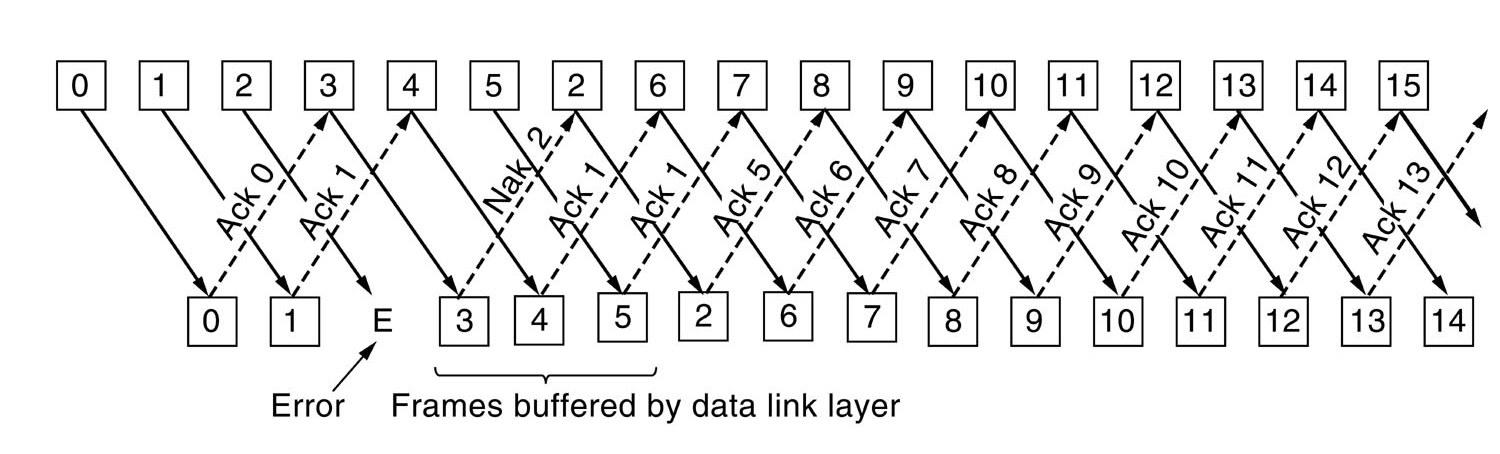 0 1 2 3 4 5 2 6 7 8 9 10 11 12 13 14 15
Ack 0 Ack 1 Nak 2 Ack 1 Ack 1 Ack 5 Ack 6 Ack 7 Ack 8 Ack 9 Ack 10 Ack 11 Ack 12 Ack 13
0 1 E 3 4 5 2 6 7 8 9 10 11 12 13 14
Error Frames buffered by data link layer